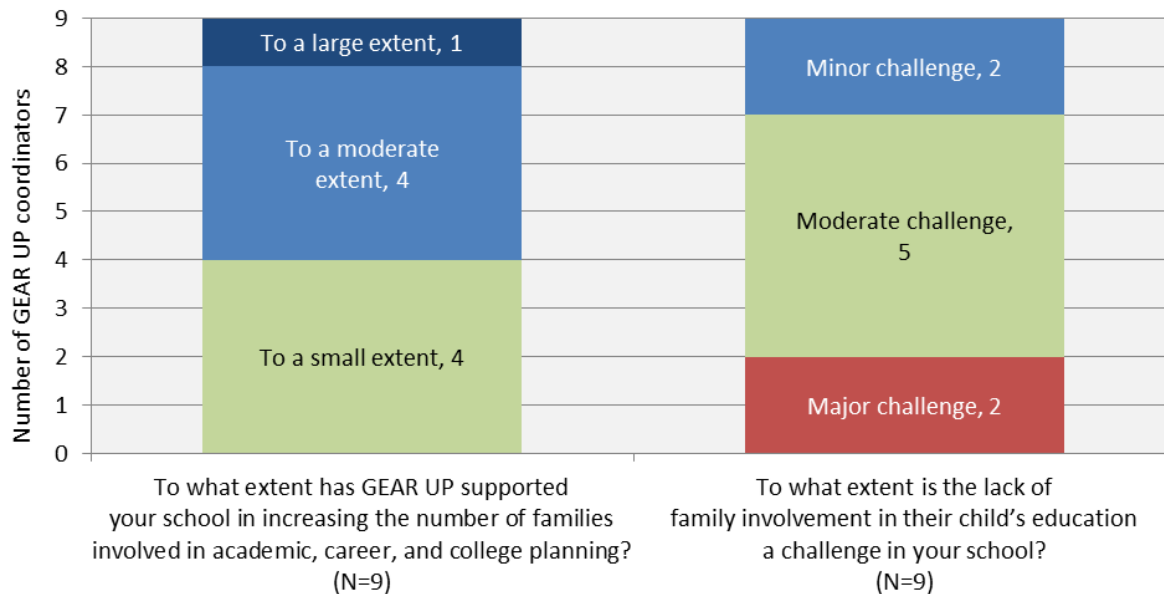 Number of GEAR UP coordinators
9
8
7
6
5
4
3
2
1
0
To a large extent, 1
To a moderate
extent, 4
To a small extent, 4
Minor challenge, 2
Moderate challenge,
5
Major challenge, 2
To what extent has GEAR UP supported
your school in increasing the number of families
involved in academic, career, and college planning?
(N=9)
To what extent is the lack of
family involvement in their child’s education
a challenge in your school?
(N=9)